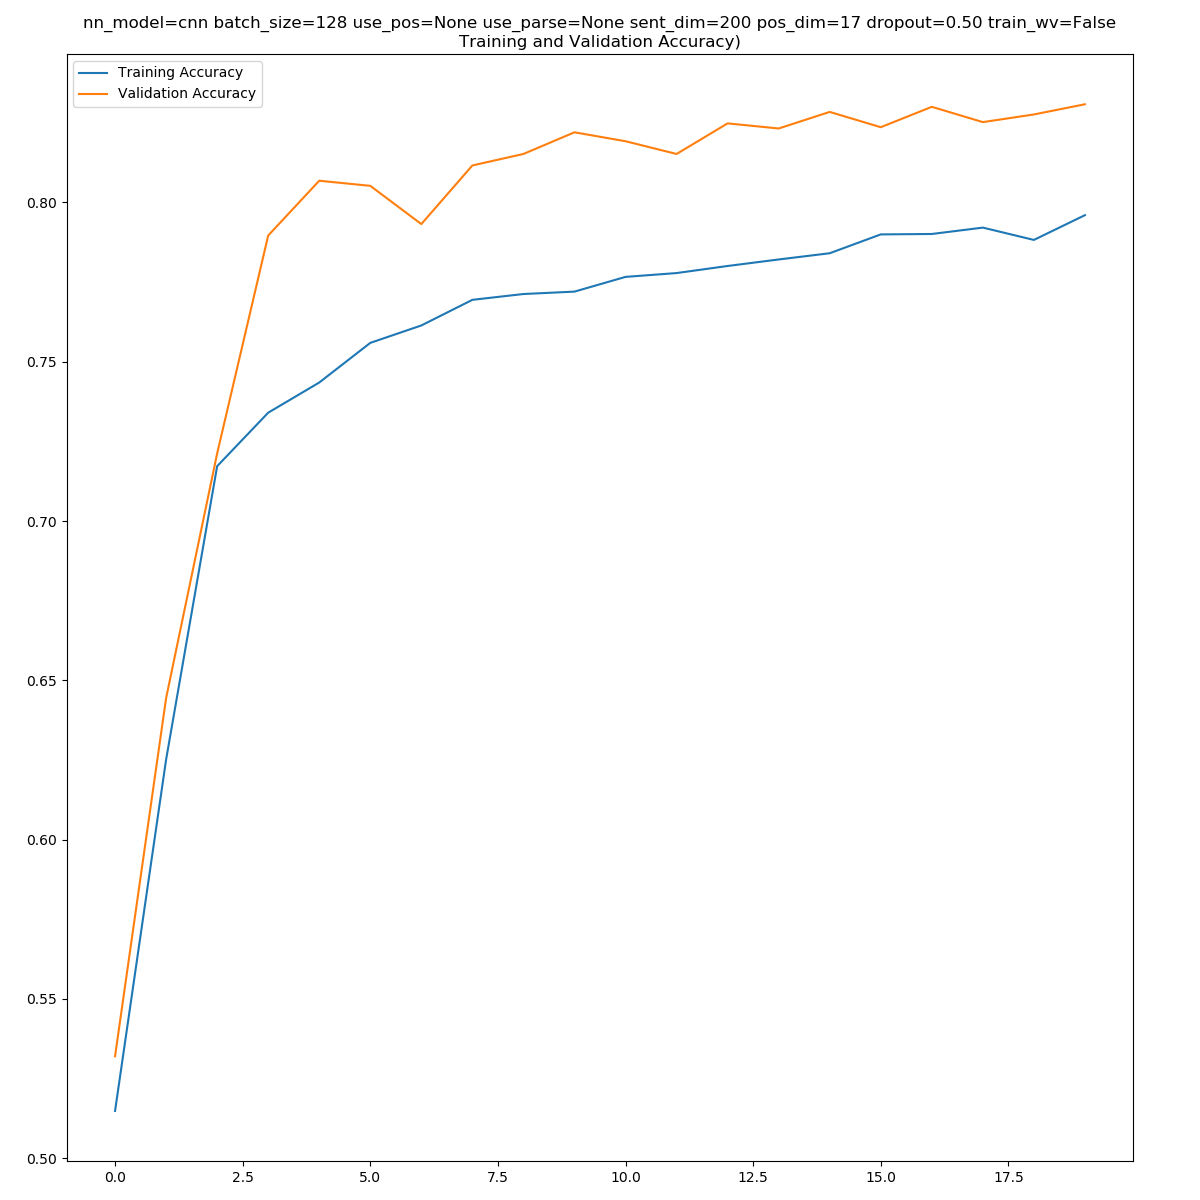 nn_model=cnn batch_size=128 use_pos=None use_parse=None sent_dim=200 pos_dim=17 dropout=0.50 train_wv=False
Training and Validation Accuracy)
Training Accuracy
Validation Accuracy
0.80
0.75
0.70
0.65
0.60
0.55
0.50
0.0 2.5 5.0 7.5 10.0 12.5 15.0 17.5